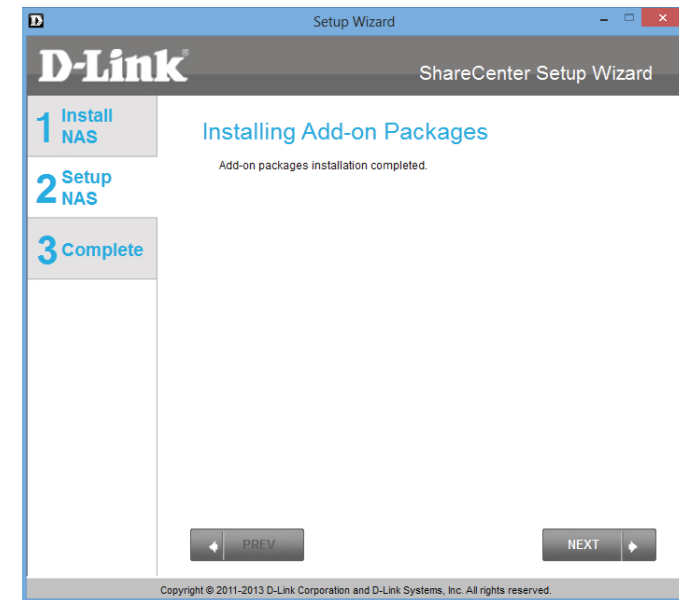 Setup Wizard
D-Link
ShareCenter Setup Wizard
1 Install
NAS
2 Setup
NAS
3 Complete
Installing Add-on Packages
Add-on packages installation completed.
PREV
NEXT
Copyright © 2011-2013 D-Link Corporation and D-Link Systems, Inc. All rights reserved.